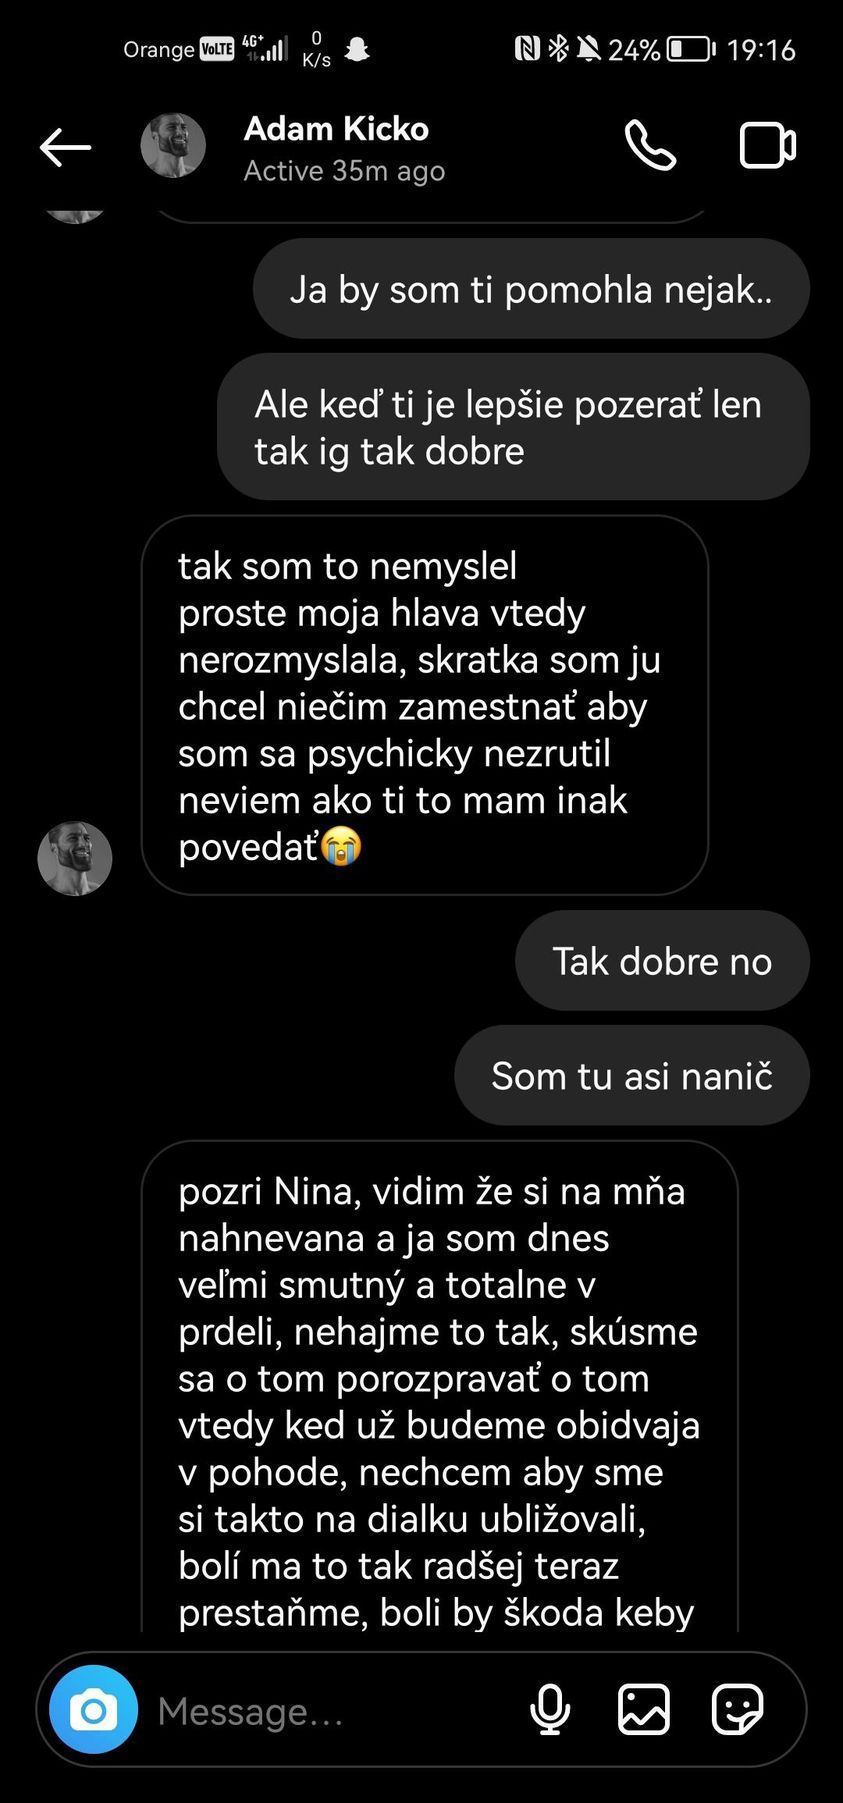 Orange VoLTE 4G+ 0 K/s 24% 19:16
Adam Kicko
Active 35m ago
Ja by som ti pomohla nejak..
Ale keď ti je lepšie pozerať len
tak ig tak dobre
tak som to nemyslel
proste moja hlava vtedy
nerozmyslala, skratka som ju
chcel niečim zamestnať aby
som sa psychicky nezrutil
neviem ako ti to mam inak
povedať😭
Tak dobre no
Som tu asi nanič
pozri Nina, vidim že si na mňa
nahnevana a ja som dnes
veľmi smutný a totalne v
prdeli, nehajme to tak, skúsme
sa o tom porozpravať o tom
vtedy ked už budeme obidvaja
v pohode, nechcem aby sme
si takto na dialku ubližovali,
bolí ma to tak radšej teraz
prestaňme, boli by škoda keby
Message...